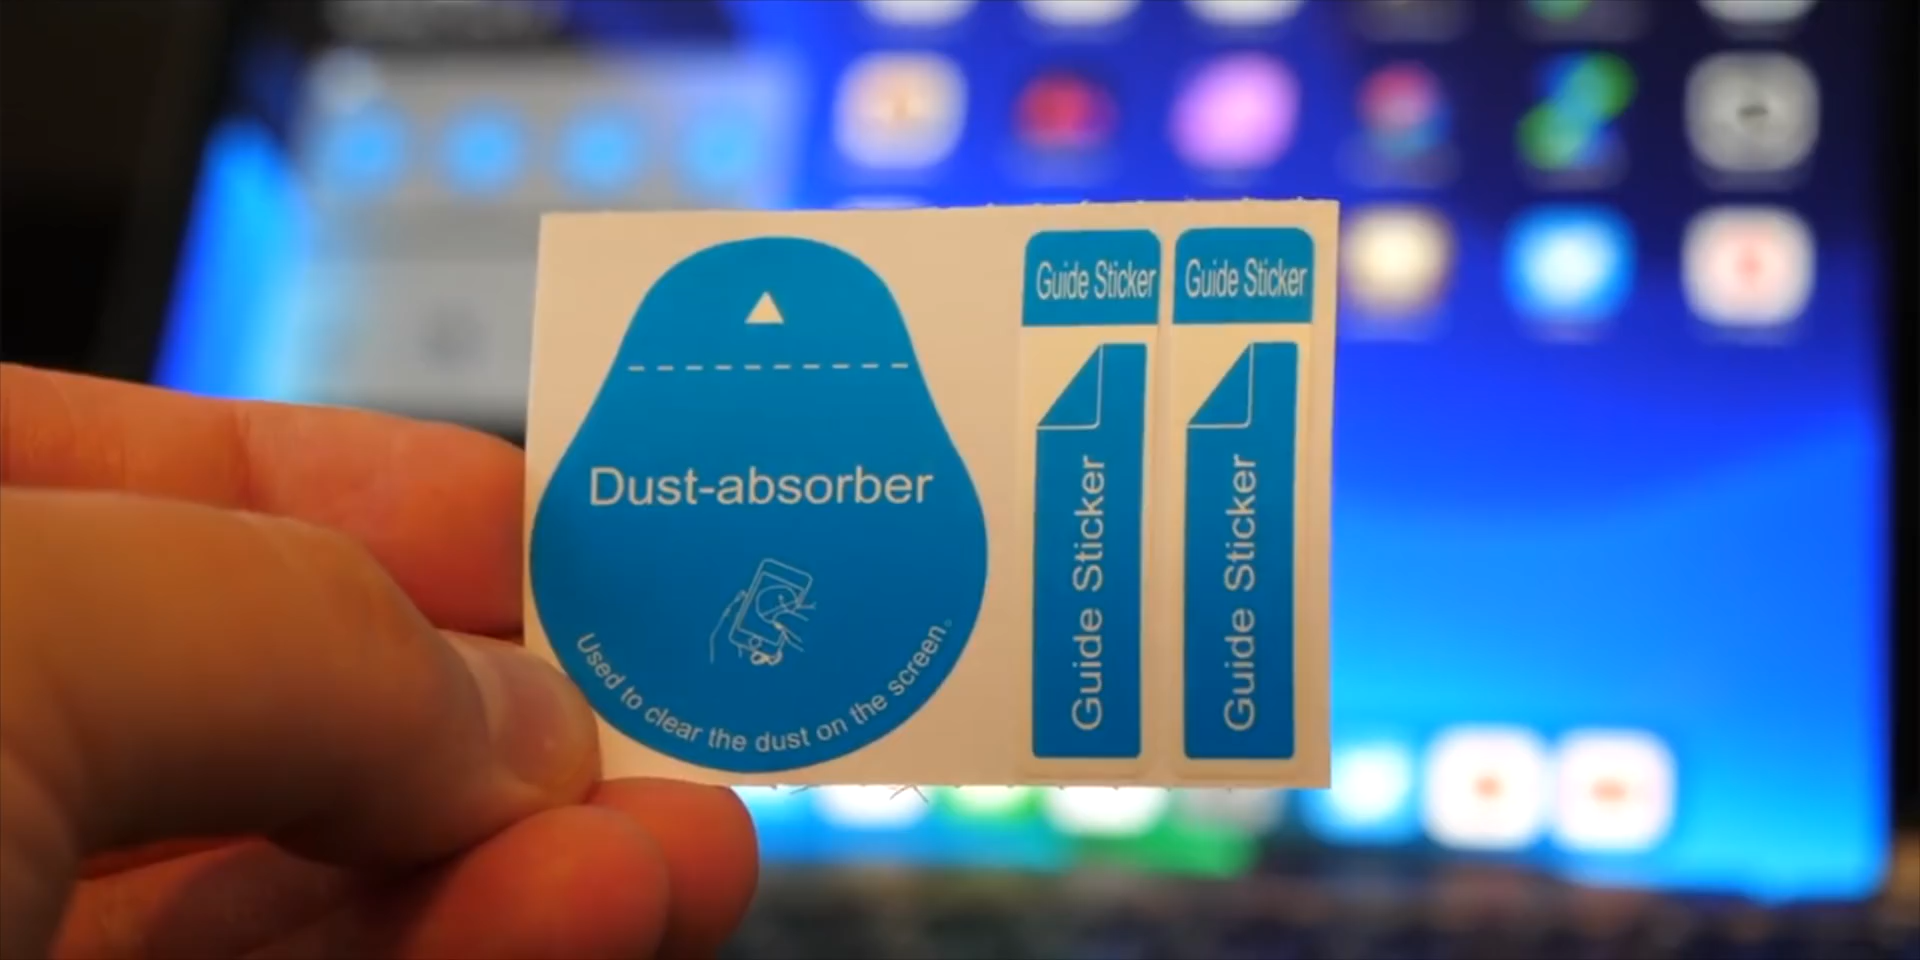 Dust-absorber
Used to clear the dust on the screen。
Guide Sticker
Guide Sticker
Guide Sticker
Guide Sticker